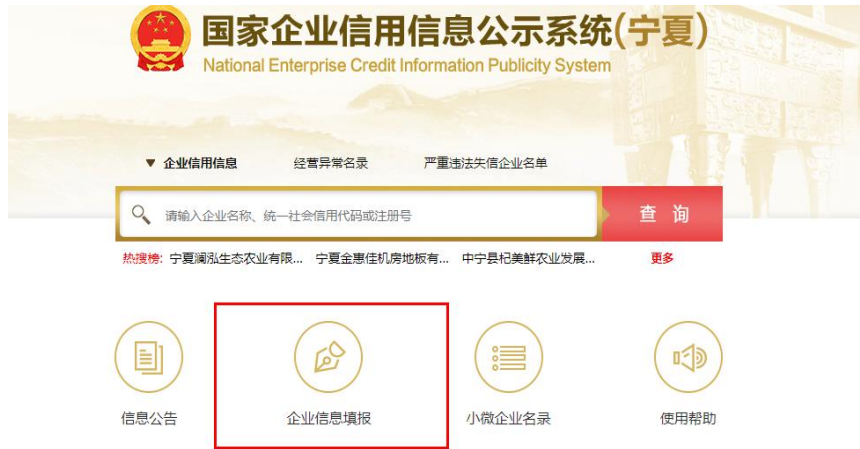 国家企业信用信息公示系统(宁夏)
National Enterprise Credit Information Publicity System
企业信用信息 经营异常名录 严重违法失信企业名单
请输入企业名称、统一社会信用代码或注册号 查 询
热搜榜: 宁夏澜泓生态农业有限... 宁夏金惠佳机房地板有... 中宁县杞美鲜农业发展... 更多
信息公告 企业信息填报 小微企业名录 使用帮助